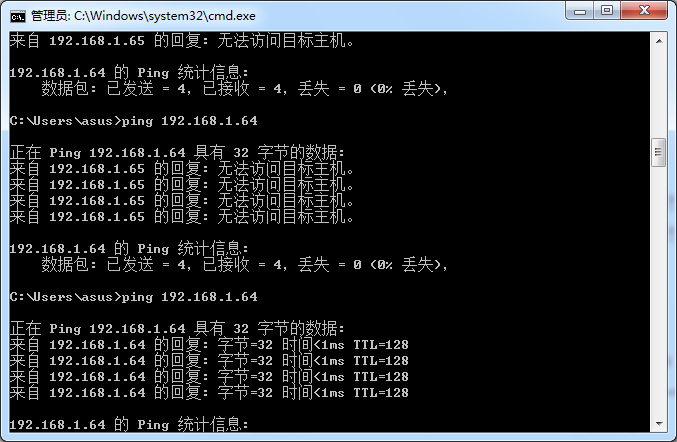 管理员: C:\Windows\system32\cmd.exe
来自 192.168.1.65 的回复: 无法访问目标主机。
192.168.1.64 的 Ping 统计信息:
数据包: 已发送 = 4，已接收 = 4，丢失 = 0 (0% 丢失)，
C:\Users\asus>ping 192.168.1.64
正在 Ping 192.168.1.64 具有 32 字节的数据:
来自 192.168.1.65 的回复: 无法访问目标主机。
来自 192.168.1.65 的回复: 无法访问目标主机。
来自 192.168.1.65 的回复: 无法访问目标主机。
来自 192.168.1.65 的回复: 无法访问目标主机。
192.168.1.64 的 Ping 统计信息:
数据包: 已发送 = 4，已接收 = 4，丢失 = 0 (0% 丢失)，
C:\Users\asus>ping 192.168.1.64
正在 Ping 192.168.1.64 具有 32 字节的数据:
来自 192.168.1.64 的回复: 字节=32 时间<1ms TTL=128
来自 192.168.1.64 的回复: 字节=32 时间<1ms TTL=128
来自 192.168.1.64 的回复: 字节=32 时间<1ms TTL=128
来自 192.168.1.64 的回复: 字节=32 时间<1ms TTL=128
192.168.1.64 的 Ping 统计信息: